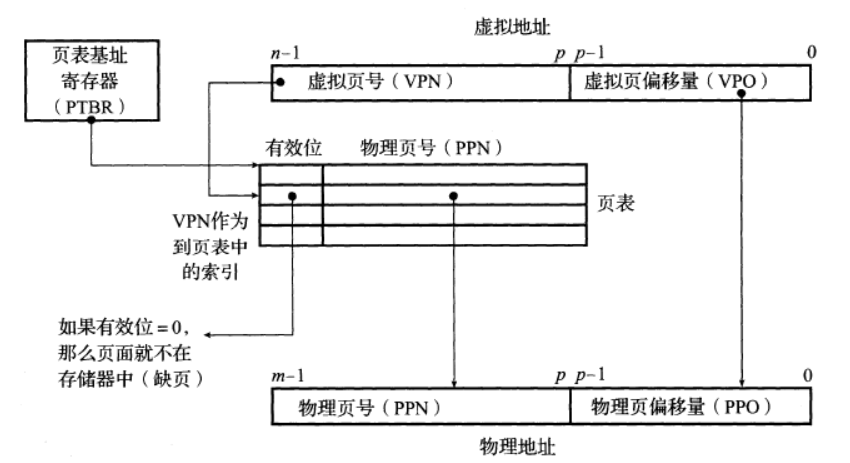 虚拟地址
页表基址
寄存器
（PTBR）
n–1 p p–1 0
虚拟页号（VPN） 虚拟页偏移量（VPO）
有效位 物理页号（PPN）
页表
VPN作为
到页表中
的索引
如果有效位=0，
那么页面就不在
存储器中（缺页）
m–1 p p–1 0
物理页号（PPN） 物理页偏移量（PPO）
物理地址